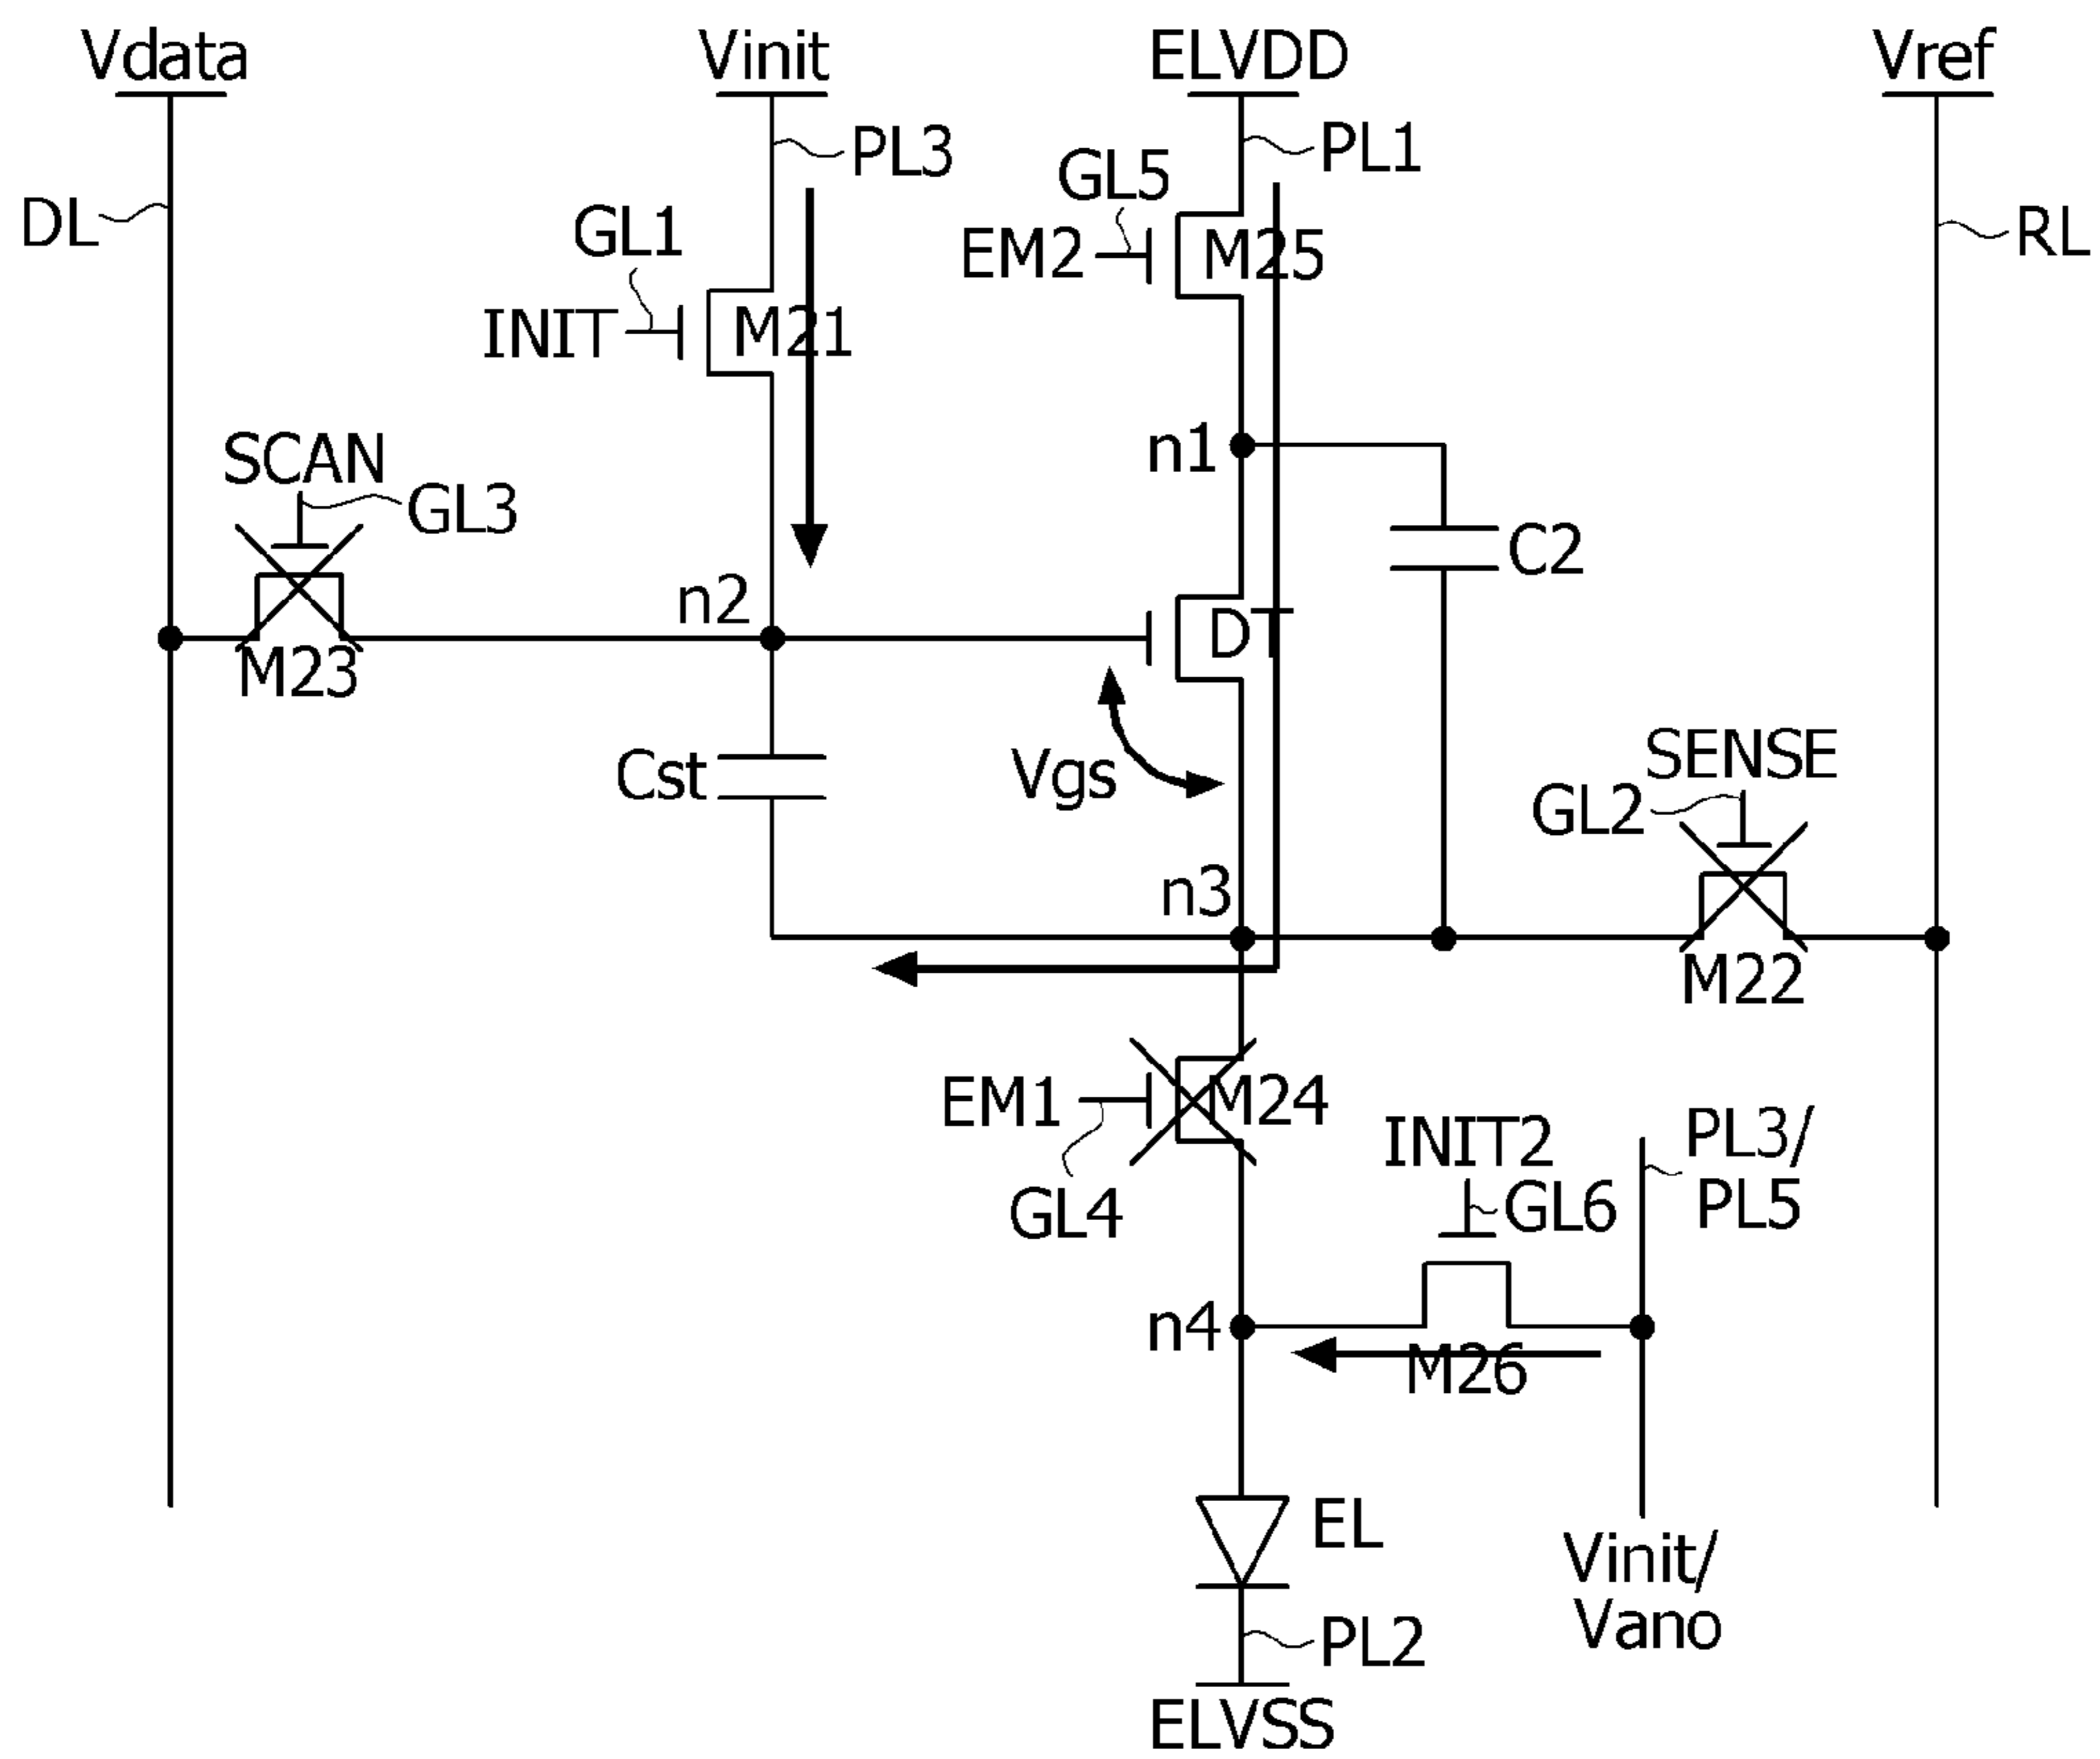 Vdata
Vinit
ELVDD
Vref
PL3
PL1
GL5
DL
GL1
EM2
M25
RL
INIT
M21
SCAN
GL3
n1
C2
n2
DT
M23
Cst
Vgs
SENSE
GL2
n3
M22
EM1
M24
INIT2
PL3/
PL5
GL4
GL6
n4
M26
EL
Vinit/
Vano
PL2
ELVSS